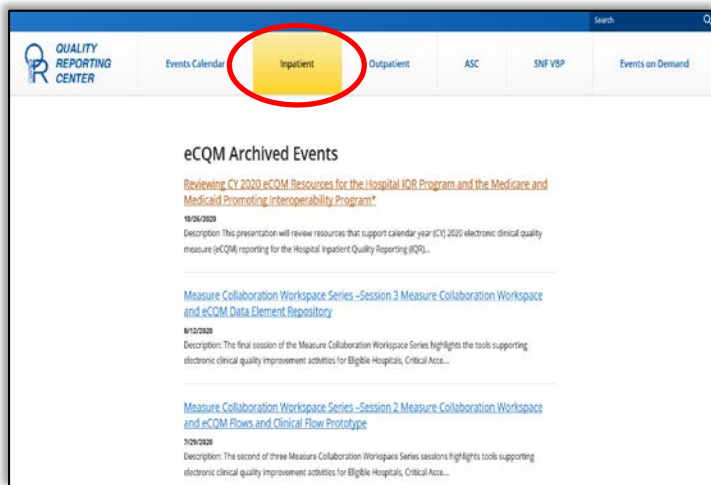 Search
QUALITY
REPORTING
CENTER
Events Calendar Inpatient Outpatient ASC SNF VBP Events on Demand
eCQM Archived Events
Reviewing CY 2020 eCQM Resources for the Hospital IQR Program and the Medicare and
Medicaid Promoting Interoperability Program*
10/26/2020
Description This presentation will review resources that support calendar year (CY) 2020 electronic clinical quality
measure (eCQM) reporting for the Hospital Inpatient Quality Reporting (IQR)...
Measure Collaboration Workspace Series –Session 3 Measure Collaboration Workspace
and eCQM Data Element Repository
8/12/2020
Description: The final session of the Measure Collaboration Workspace Series highlights the tools supporting
electronic clinical quality improvement activities for Eligible Hospitals, Critical Acce...
Measure Collaboration Workspace Series –Session 2 Measure Collaboration Workspace
and eCQM Flows and Clinical Flow Prototype
7/29/2020
Description: The second of three Measure Collaboration Workspace Series sessions highlights tools supporting
electronic clinical quality improvement activities for Eligible Hospitals, Critical Acce...